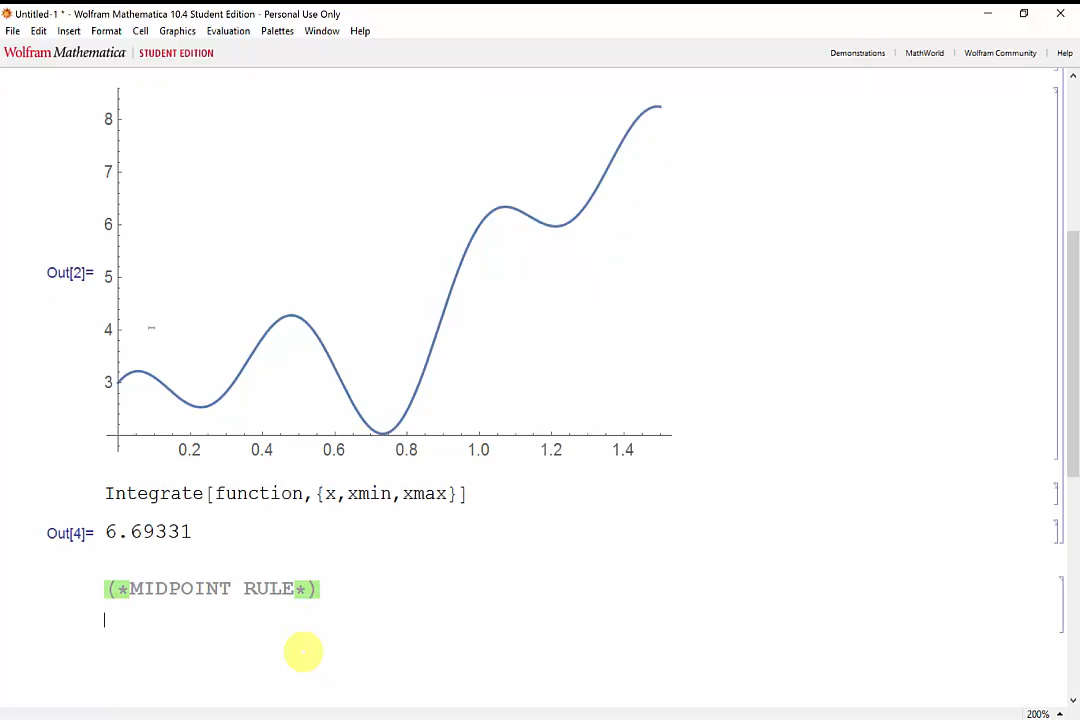 Untitled-1 * - Wolfram Mathematica 10.4 Student Edition - Personal Use Only
File Edit Insert Format Cell Graphics Evaluation Palettes Window Help
Wolfram Mathematica | STUDENT EDITION Demonstrations | MathWorld | Wolfram Community | Help
8
7
6
Out[2]= 5
4
3
0.2 0.4 0.6 0.8 1.0 1.2 1.4
Integrate[function,{x,xmin,xmax}]
Out[4]= 6.69331
(*MIDPOINT RULE*)
200%